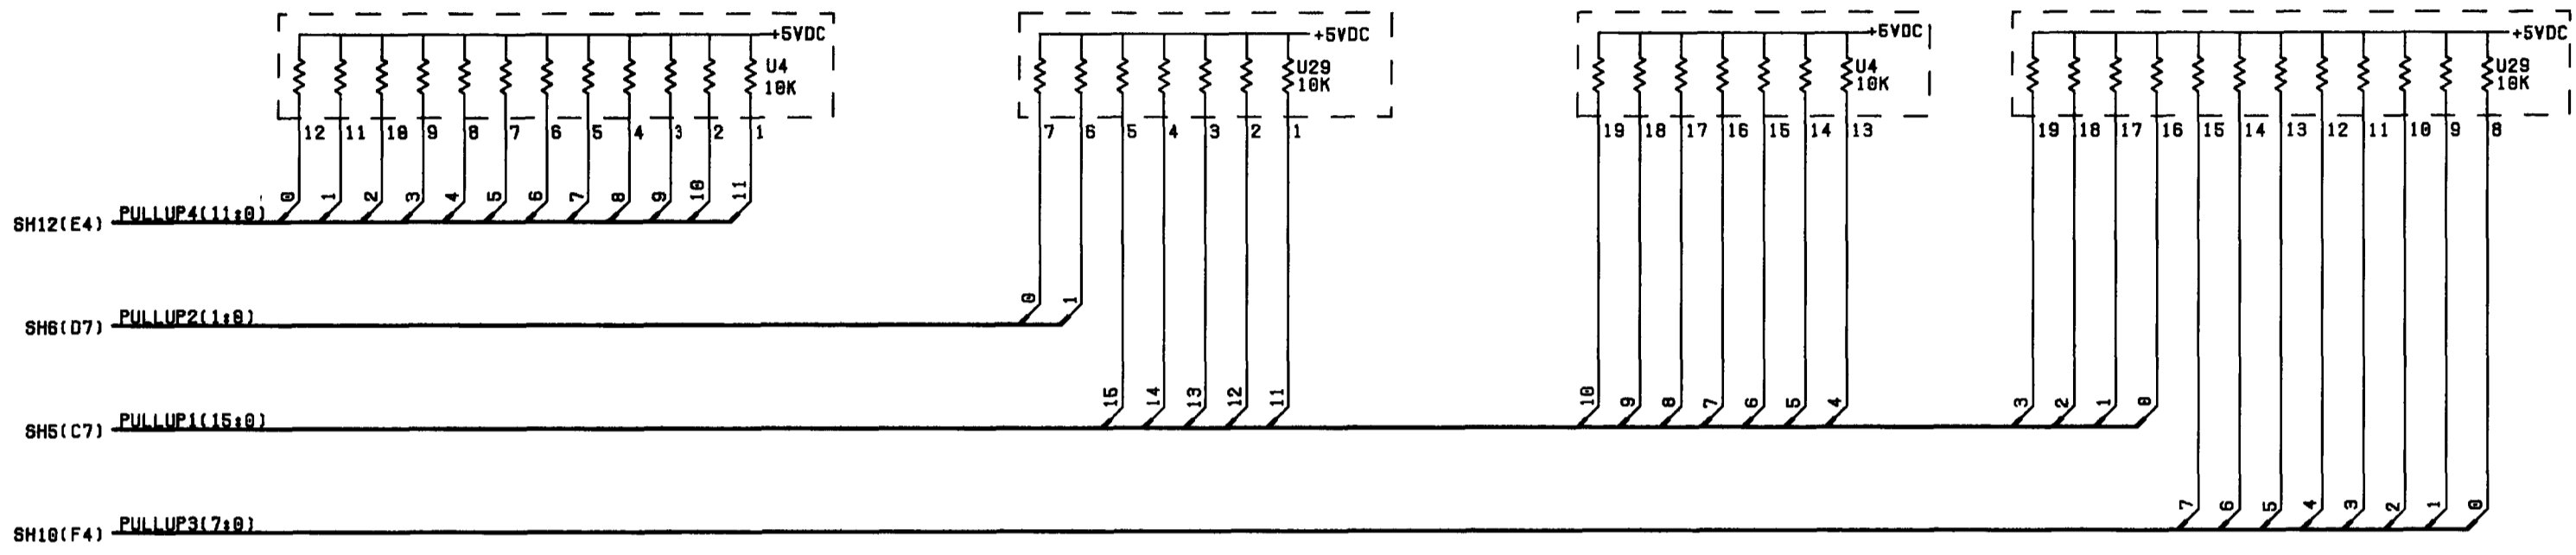 +5VDC +5VDC +5VDC +5VDC
U4 U29 U4 U29
10K 10K 10K 10K
12 11 10 9 8 7 6 5 4 3 2 1 7 6 5 4 3 2 1 19 18 17 16 15 14 13 19 18 17 16 15 14 13 12 11 10 9 8
0 1 2 3 4 5 6 7 8 9 10 11
SH12(E4) PULLUP4(11:0)
0 1
SH6(D7) PULLUP2(1:0)
15 14 13 12 11 10 9 8 7 6 5 4 3 2 1 0
SH5(C7) PULLUP1(15:0)
7 6 5 4 3 2 1 0
SH10(F4) PULLUP3(7:0)